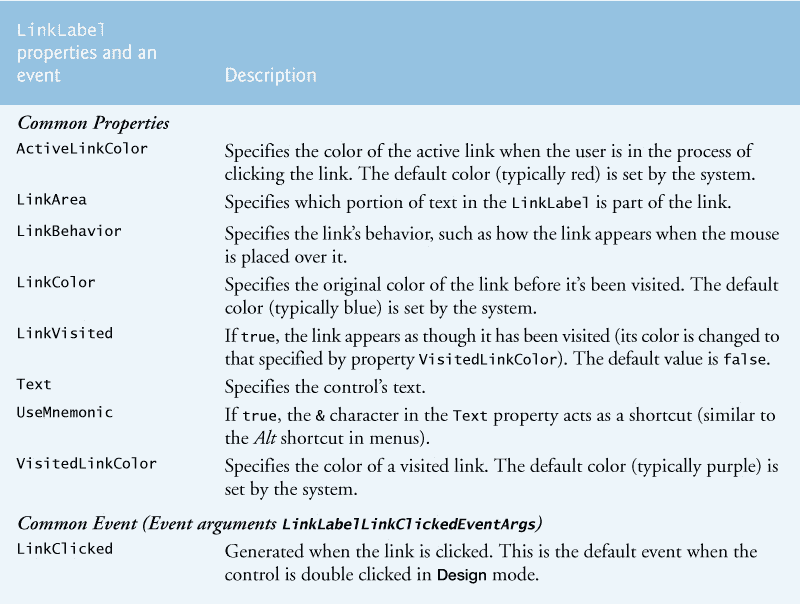 LinkLabel
properties and an
event
Description
Common Properties
ActiveLinkColor
Specifies the color of the active link when the user is in the process of
clicking the link. The default color (typically red) is set by the system.
LinkArea
Specifies which portion of text in the LinkLabel is part of the link.
LinkBehavior
Specifies the link’s behavior, such as how the link appears when the mouse
is placed over it.
LinkColor
Specifies the original color of the link before it’s been visited. The default
color (typically blue) is set by the system.
LinkVisited
If true, the link appears as though it has been visited (its color is changed to
that specified by property VisitedLinkColor). The default value is false.
Text
Specifies the control’s text.
UseMnemonic
If true, the & character in the Text property acts as a shortcut (similar to
the Alt shortcut in menus).
VisitedLinkColor
Specifies the color of a visited link. The default color (typically purple) is
set by the system.
Common Event (Event arguments LinkLabelLinkClickedEventArgs)
LinkClicked
Generated when the link is clicked. This is the default event when the
control is double clicked in Design mode.